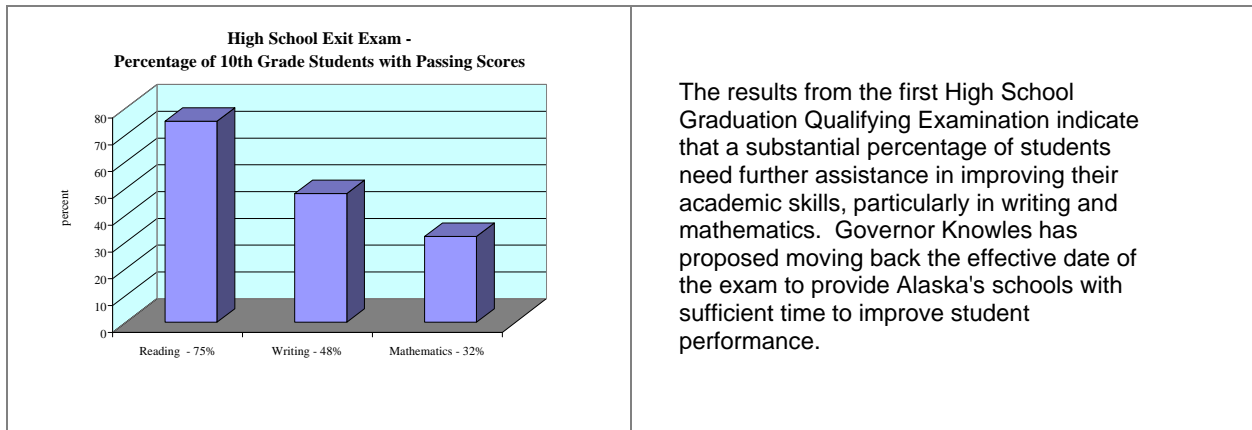 High School Exit Exam -
Percentage of 10th Grade Students with Passing Scores
80
70
60
50
40
30
20
10
0
percent
Reading - 75%
Writing - 48%
Mathematics - 32%
The results from the first High School
Graduation Qualifying Examination indicate
that a substantial percentage of students
need further assistance in improving their
academic skills, particularly in writing and
mathematics. Governor Knowles has
proposed moving back the effective date of
the exam to provide Alaska's schools with
sufficient time to improve student
performance.